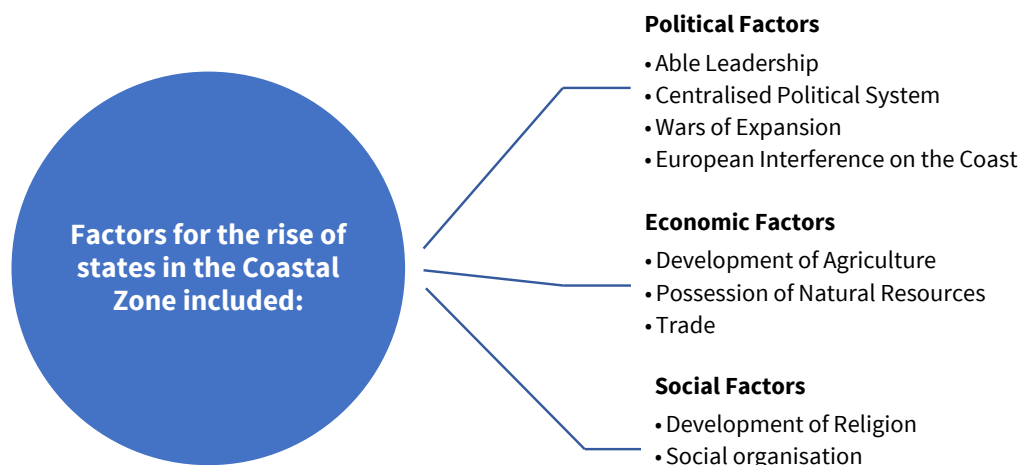 Factors for the rise of
states in the Coastal
Zone included:
Political Factors
• Able Leadership
• Centralised Political System
• Wars of Expansion
• European Interference on the Coast
Economic Factors
• Development of Agriculture
• Possession of Natural Resources
• Trade
Social Factors
• Development of Religion
• Social organisation